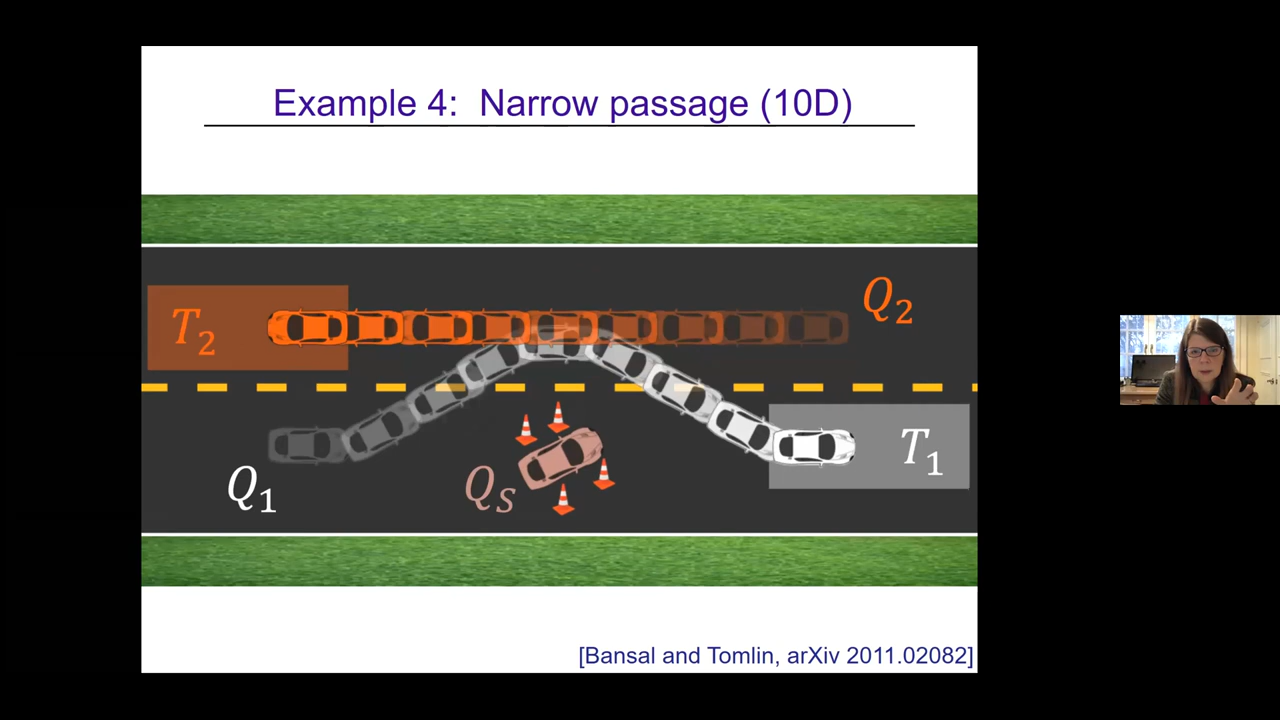 Example 4: Narrow passage (10D)
T₂
Q₂
Q₁
Qₛ
T₁
[Bansal and Tomlin, arXiv 2011.02082]